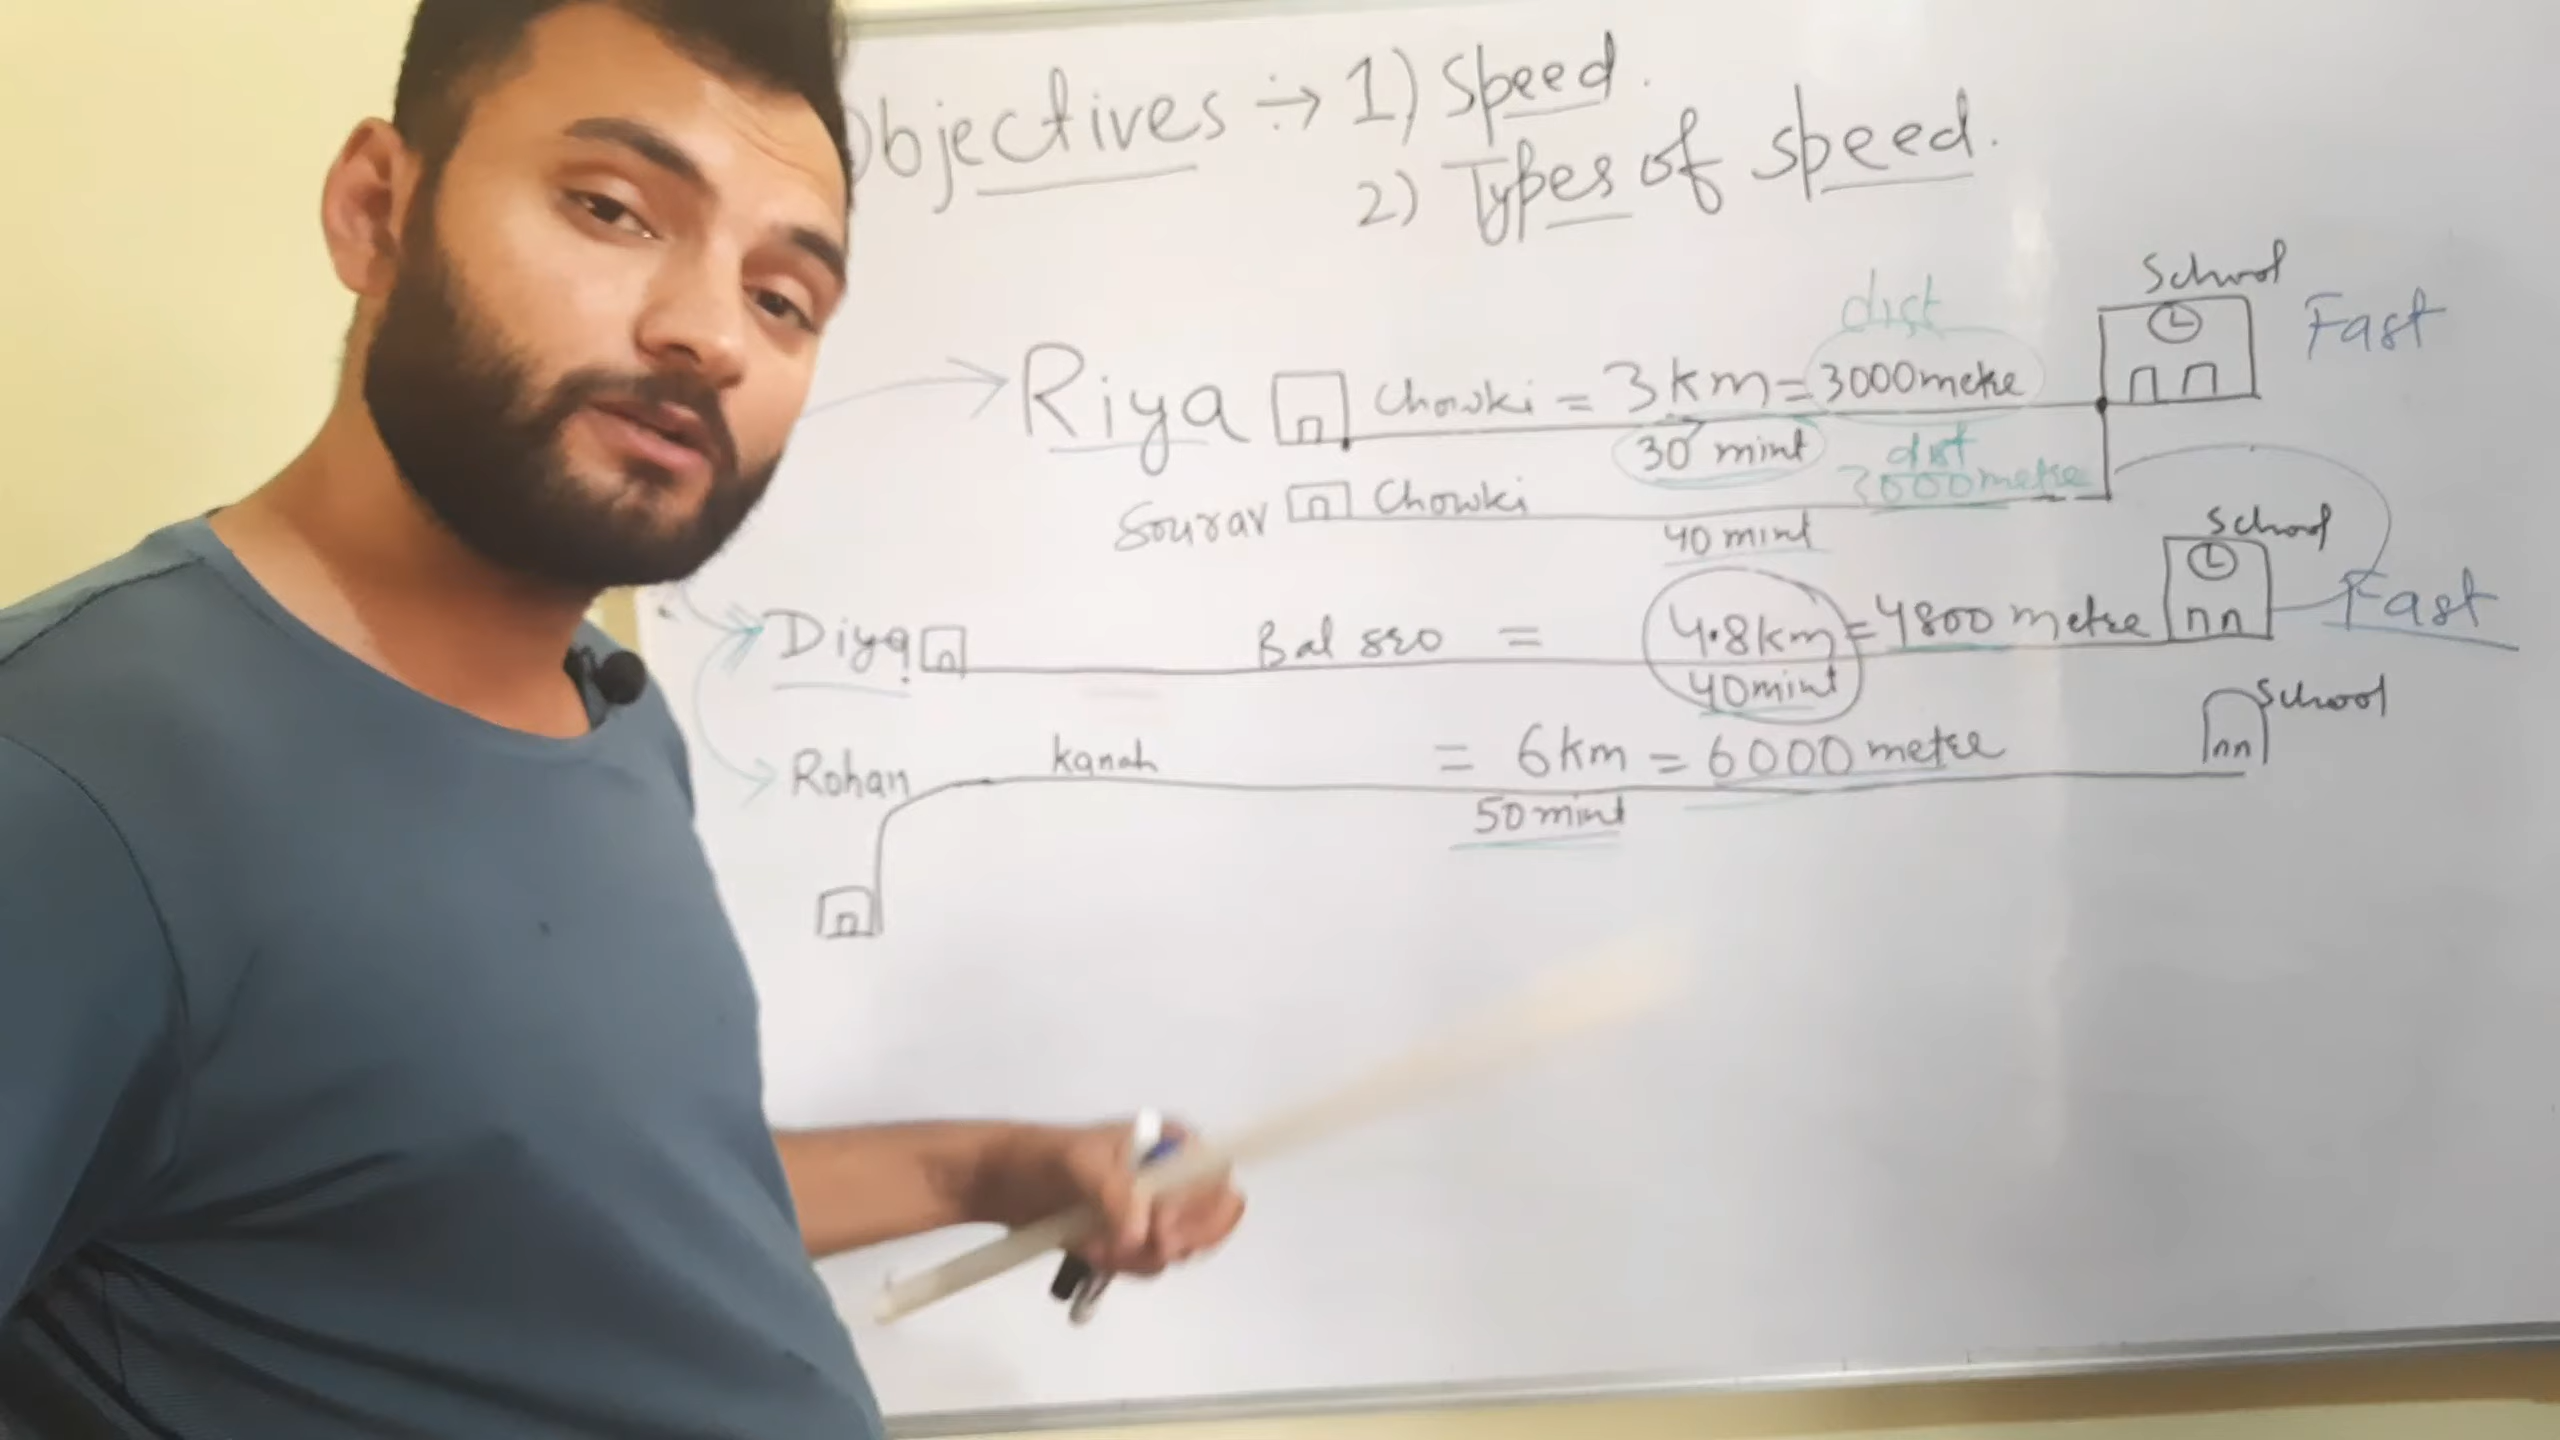 Objectives ÷→ 1) Speed.
2) Types of speed.
School
dist
Fast
Riya Chowki = 3km = 3000metre
30 mint dist
3000metre
Sourav Chowki
40 mint
School
Diya = 4.8km = 4800 metre Fast
40mint
School
Rohan kanah = 6km = 6000 metre
50 mint